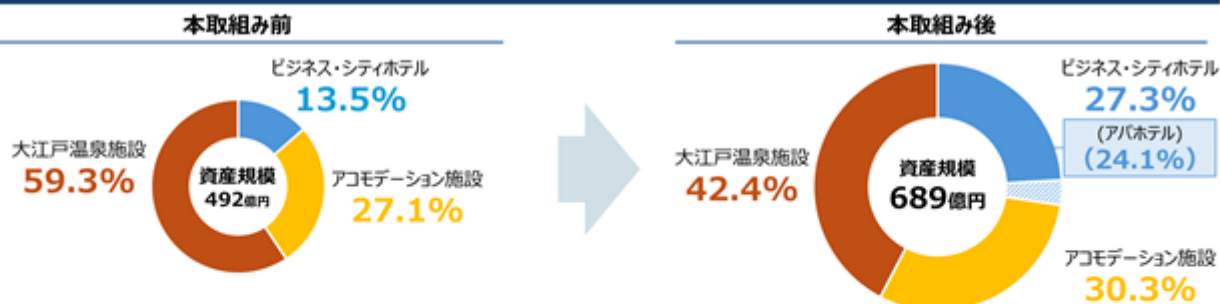 本取組み前
ビジネス・シティホテル
13.5%
大江戸温泉施設
59.3%
資産規模
492億円
アコモデーション施設
27.1%
本取組み後
ビジネス・シティホテル
27.3%
(アパホテル)
(24.1%)
大江戸温泉施設
42.4%
資産規模
689億円
アコモデーション施設
30.3%